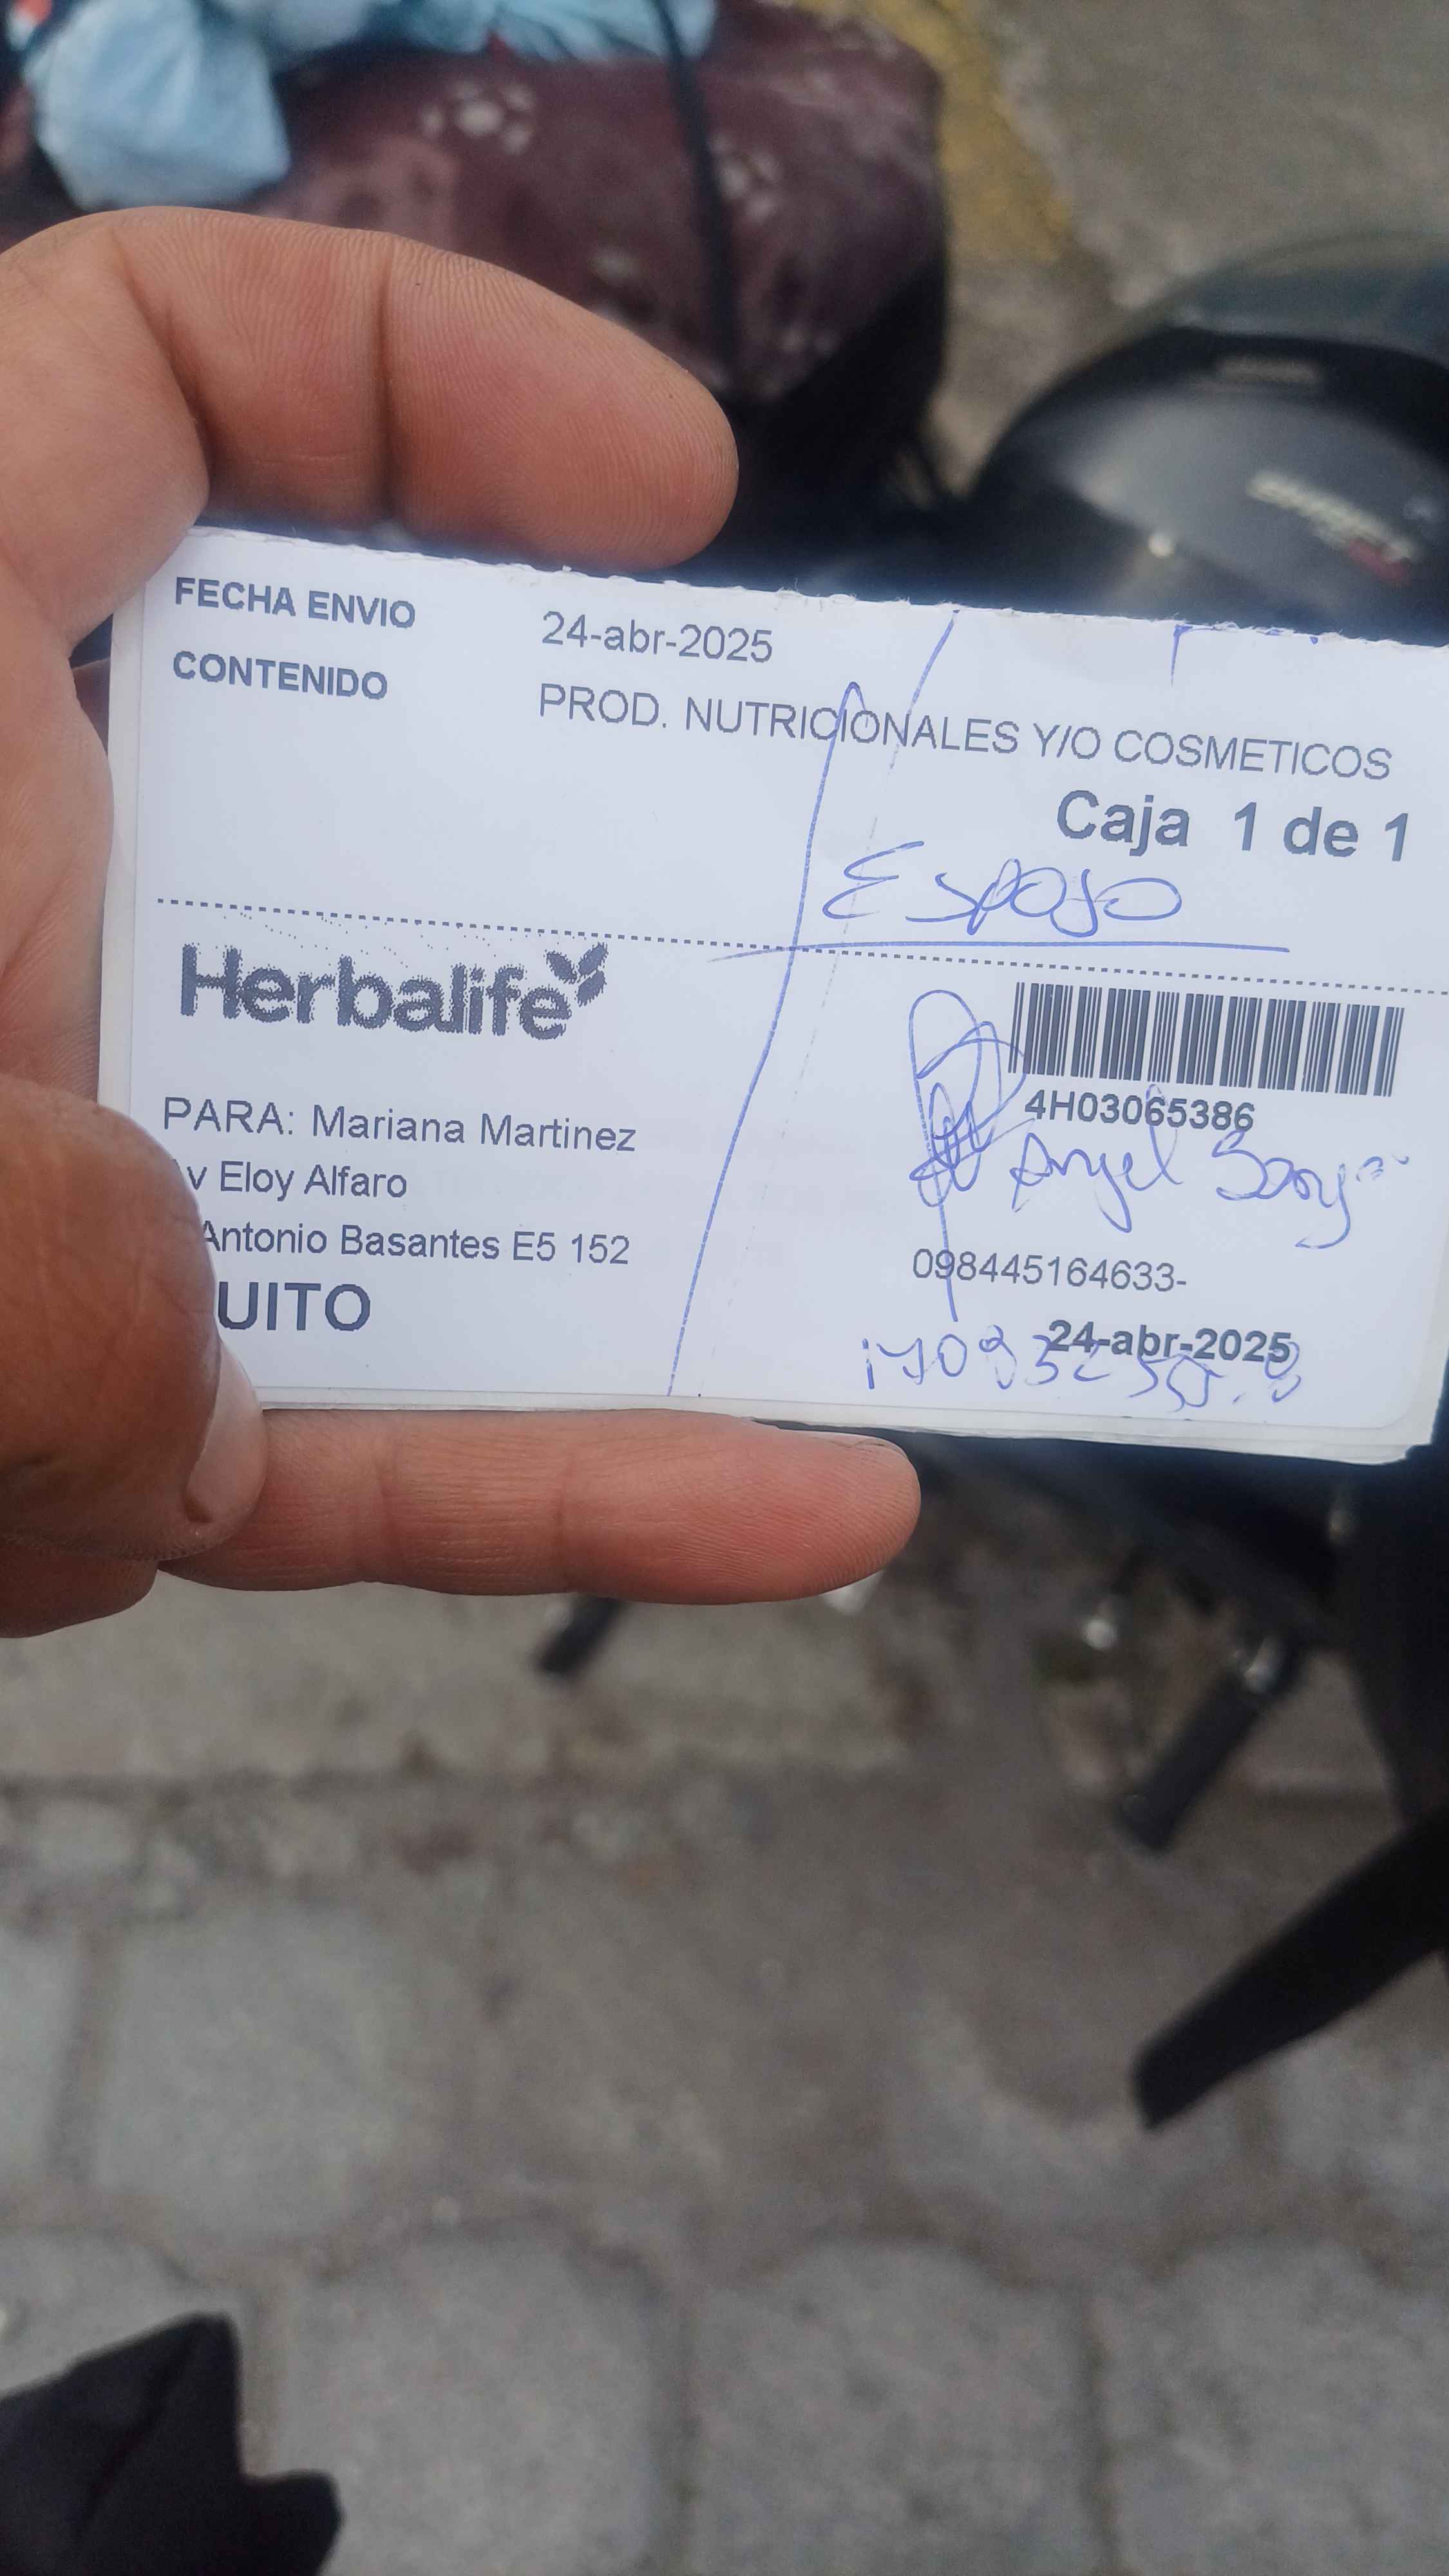 FECHA ENVIO 24-abr-2025
CONTENIDO PROD. NUTRICIONALES Y/O COSMETICOS
Caja 1 de 1
Esposo
Herbalife
4H03065386
PARA: Mariana Martinez
Angel
v Eloy Alfaro
Antonio Basantes E5 152
098445164633-
UITO
24-abr-2025